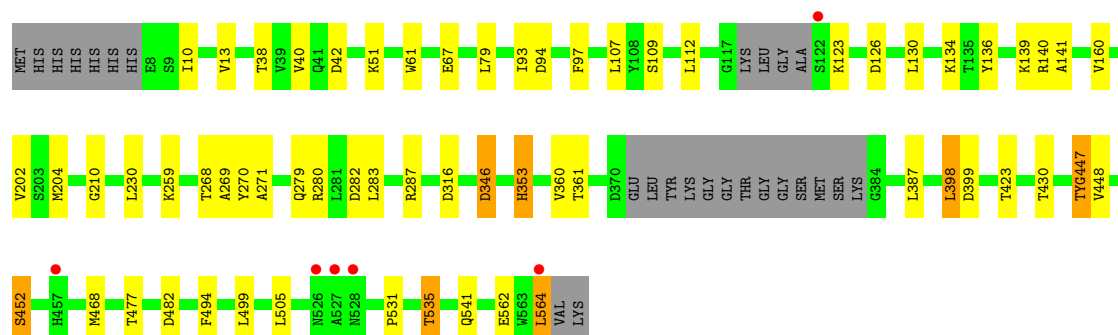 MET HIS HIS HIS HIS HIS HIS E8 S9 I10 V13 T38 V39 V40 Q41 D42 K51 W61 E67 L79 I93 D94 F97 L107 Y108 S109 L112 G117 LYS LEU GLY ALA S122 K123 D126 L130 K134 T135 Y136 K139 R140 A141 V160
V202 S203 M204 G210 L230 K259 T268 A269 Y270 A271 Q279 R280 L281 D282 L283 R287 D316 D346 H353 V360 T361 D370 GLU LEU TYR LYS GLY GLY THR GLY GLY SER MET SER LYS G384 L387 L398 D399 T423 T430 TYG447 V448
S452 H457 M468 T477 D482 F494 L499 L505 N526 A527 N528 P531 T535 Q541 E562 W563 L564 VAL LYS